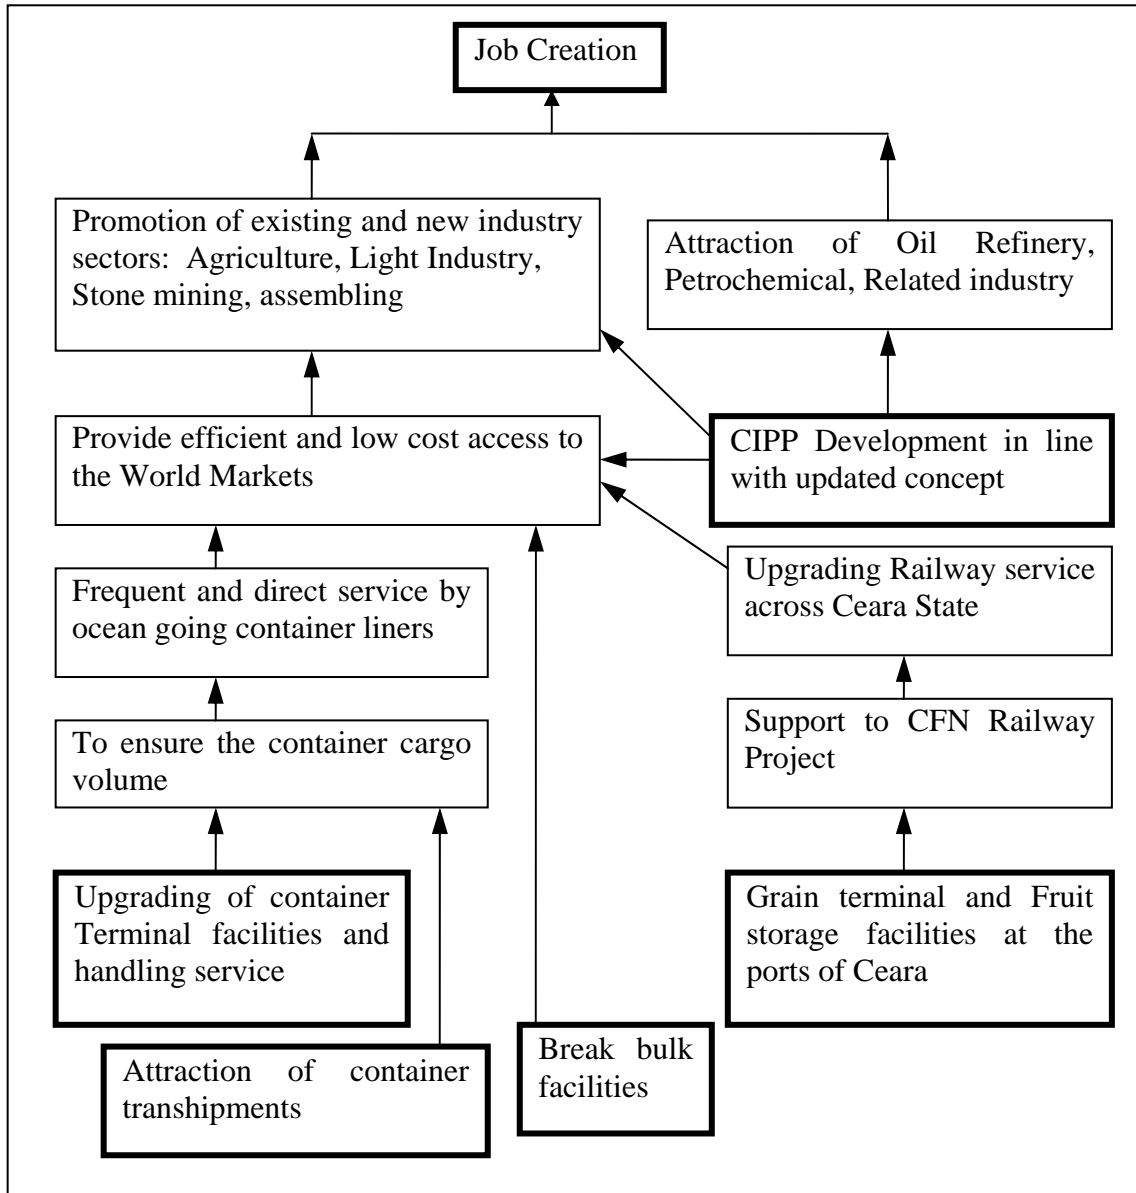 Job Creation
Promotion of existing and new industry
sectors: Agriculture, Light Industry,
Stone mining, assembling
Attraction of Oil Refinery,
Petrochemical, Related industry
Provide efficient and low cost access to
the World Markets
CIPP Development in line
with updated concept
Frequent and direct service by
ocean going container liners
Upgrading Railway service
across Ceara State
To ensure the container cargo
volume
Support to CFN Railway
Project
Upgrading of container
Terminal facilities and
handling service
Grain terminal and Fruit
storage facilities at the
ports of Ceara
Attraction of container
transhipments
Break bulk
facilities